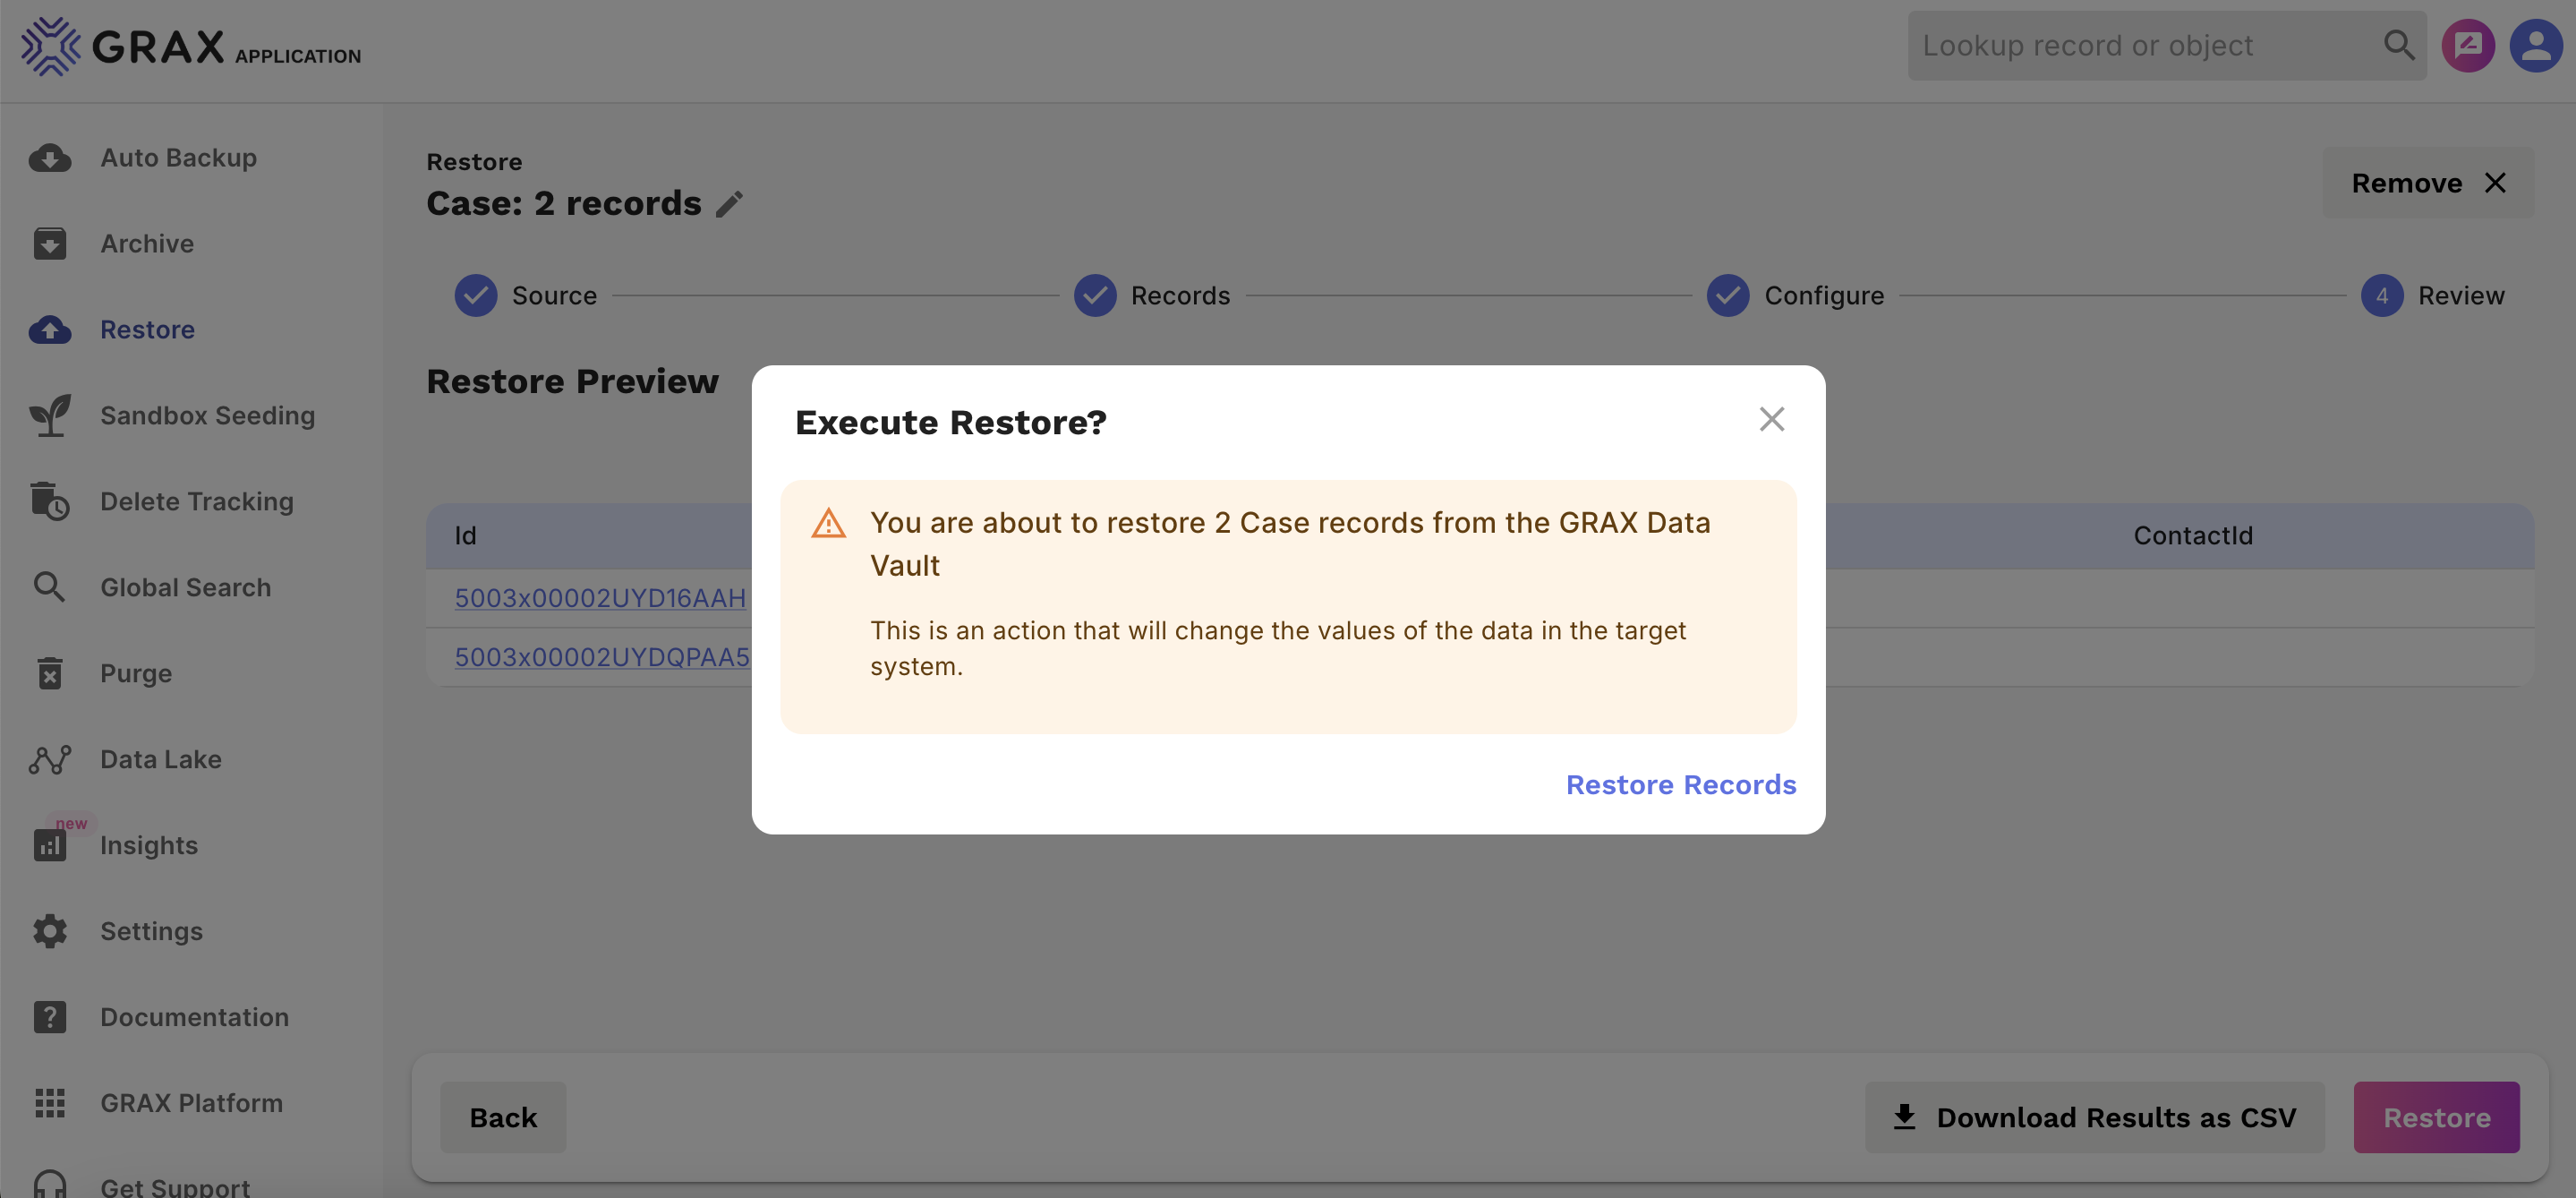 GRAX APPLICATION
Lookup record or object
Auto Backup
Archive
Restore
Sandbox Seeding
Delete Tracking
Global Search
Purge
Data Lake
new
Insights
Settings
Documentation
GRAX Platform
Get Support
Restore
Case: 2 records
Remove
Source
Records
Configure
4 Review
Restore Preview
Id
ContactId
5003x00002UYD16AAH
5003x00002UYDQPAA5
Execute Restore?
You are about to restore 2 Case records from the GRAX Data
Vault
This is an action that will change the values of the data in the target
system.
Restore Records
Back
Download Results as CSV
Restore